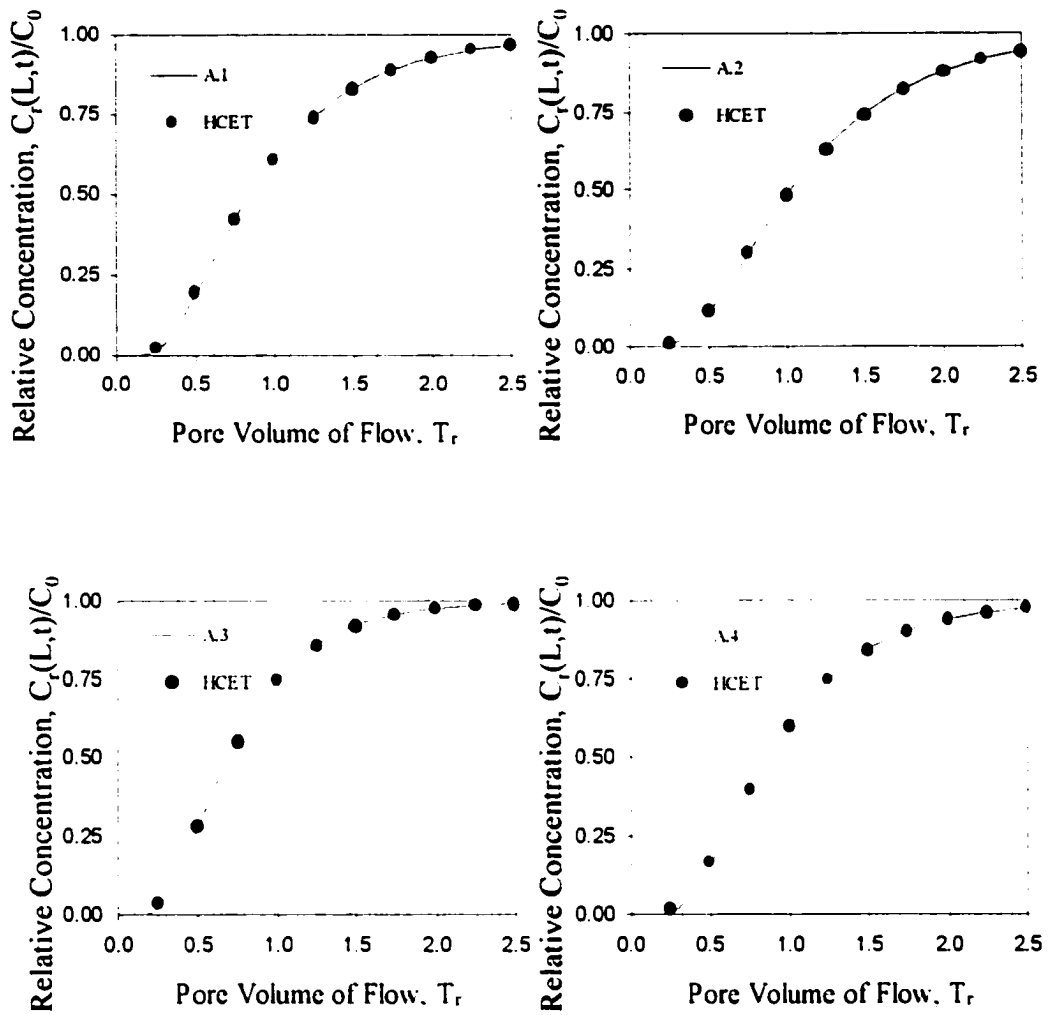 Relative Concentration, Cr(L,t)/C0
1.00
0.75
0.50
0.25
0.00
A.1
HCET
0.0 0.5 1.0 1.5 2.0 2.5
Pore Volume of Flow, Tr
Relative Concentration, Cr(L,t)/C0
1.00
0.75
0.50
0.25
0.00
A.2
HCET
0.0 0.5 1.0 1.5 2.0 2.5
Pore Volume of Flow, Tr
Relative Concentration, Cr(L,t)/C0
1.00
0.75
0.50
0.25
0.00
A.3
HCET
0.0 0.5 1.0 1.5 2.0 2.5
Pore Volume of Flow, Tr
Relative Concentration, Cr(L,t)/C0
1.00
0.75
0.50
0.25
0.00
A.4
HCET
0.0 0.5 1.0 1.5 2.0 2.5
Pore Volume of Flow, Tr